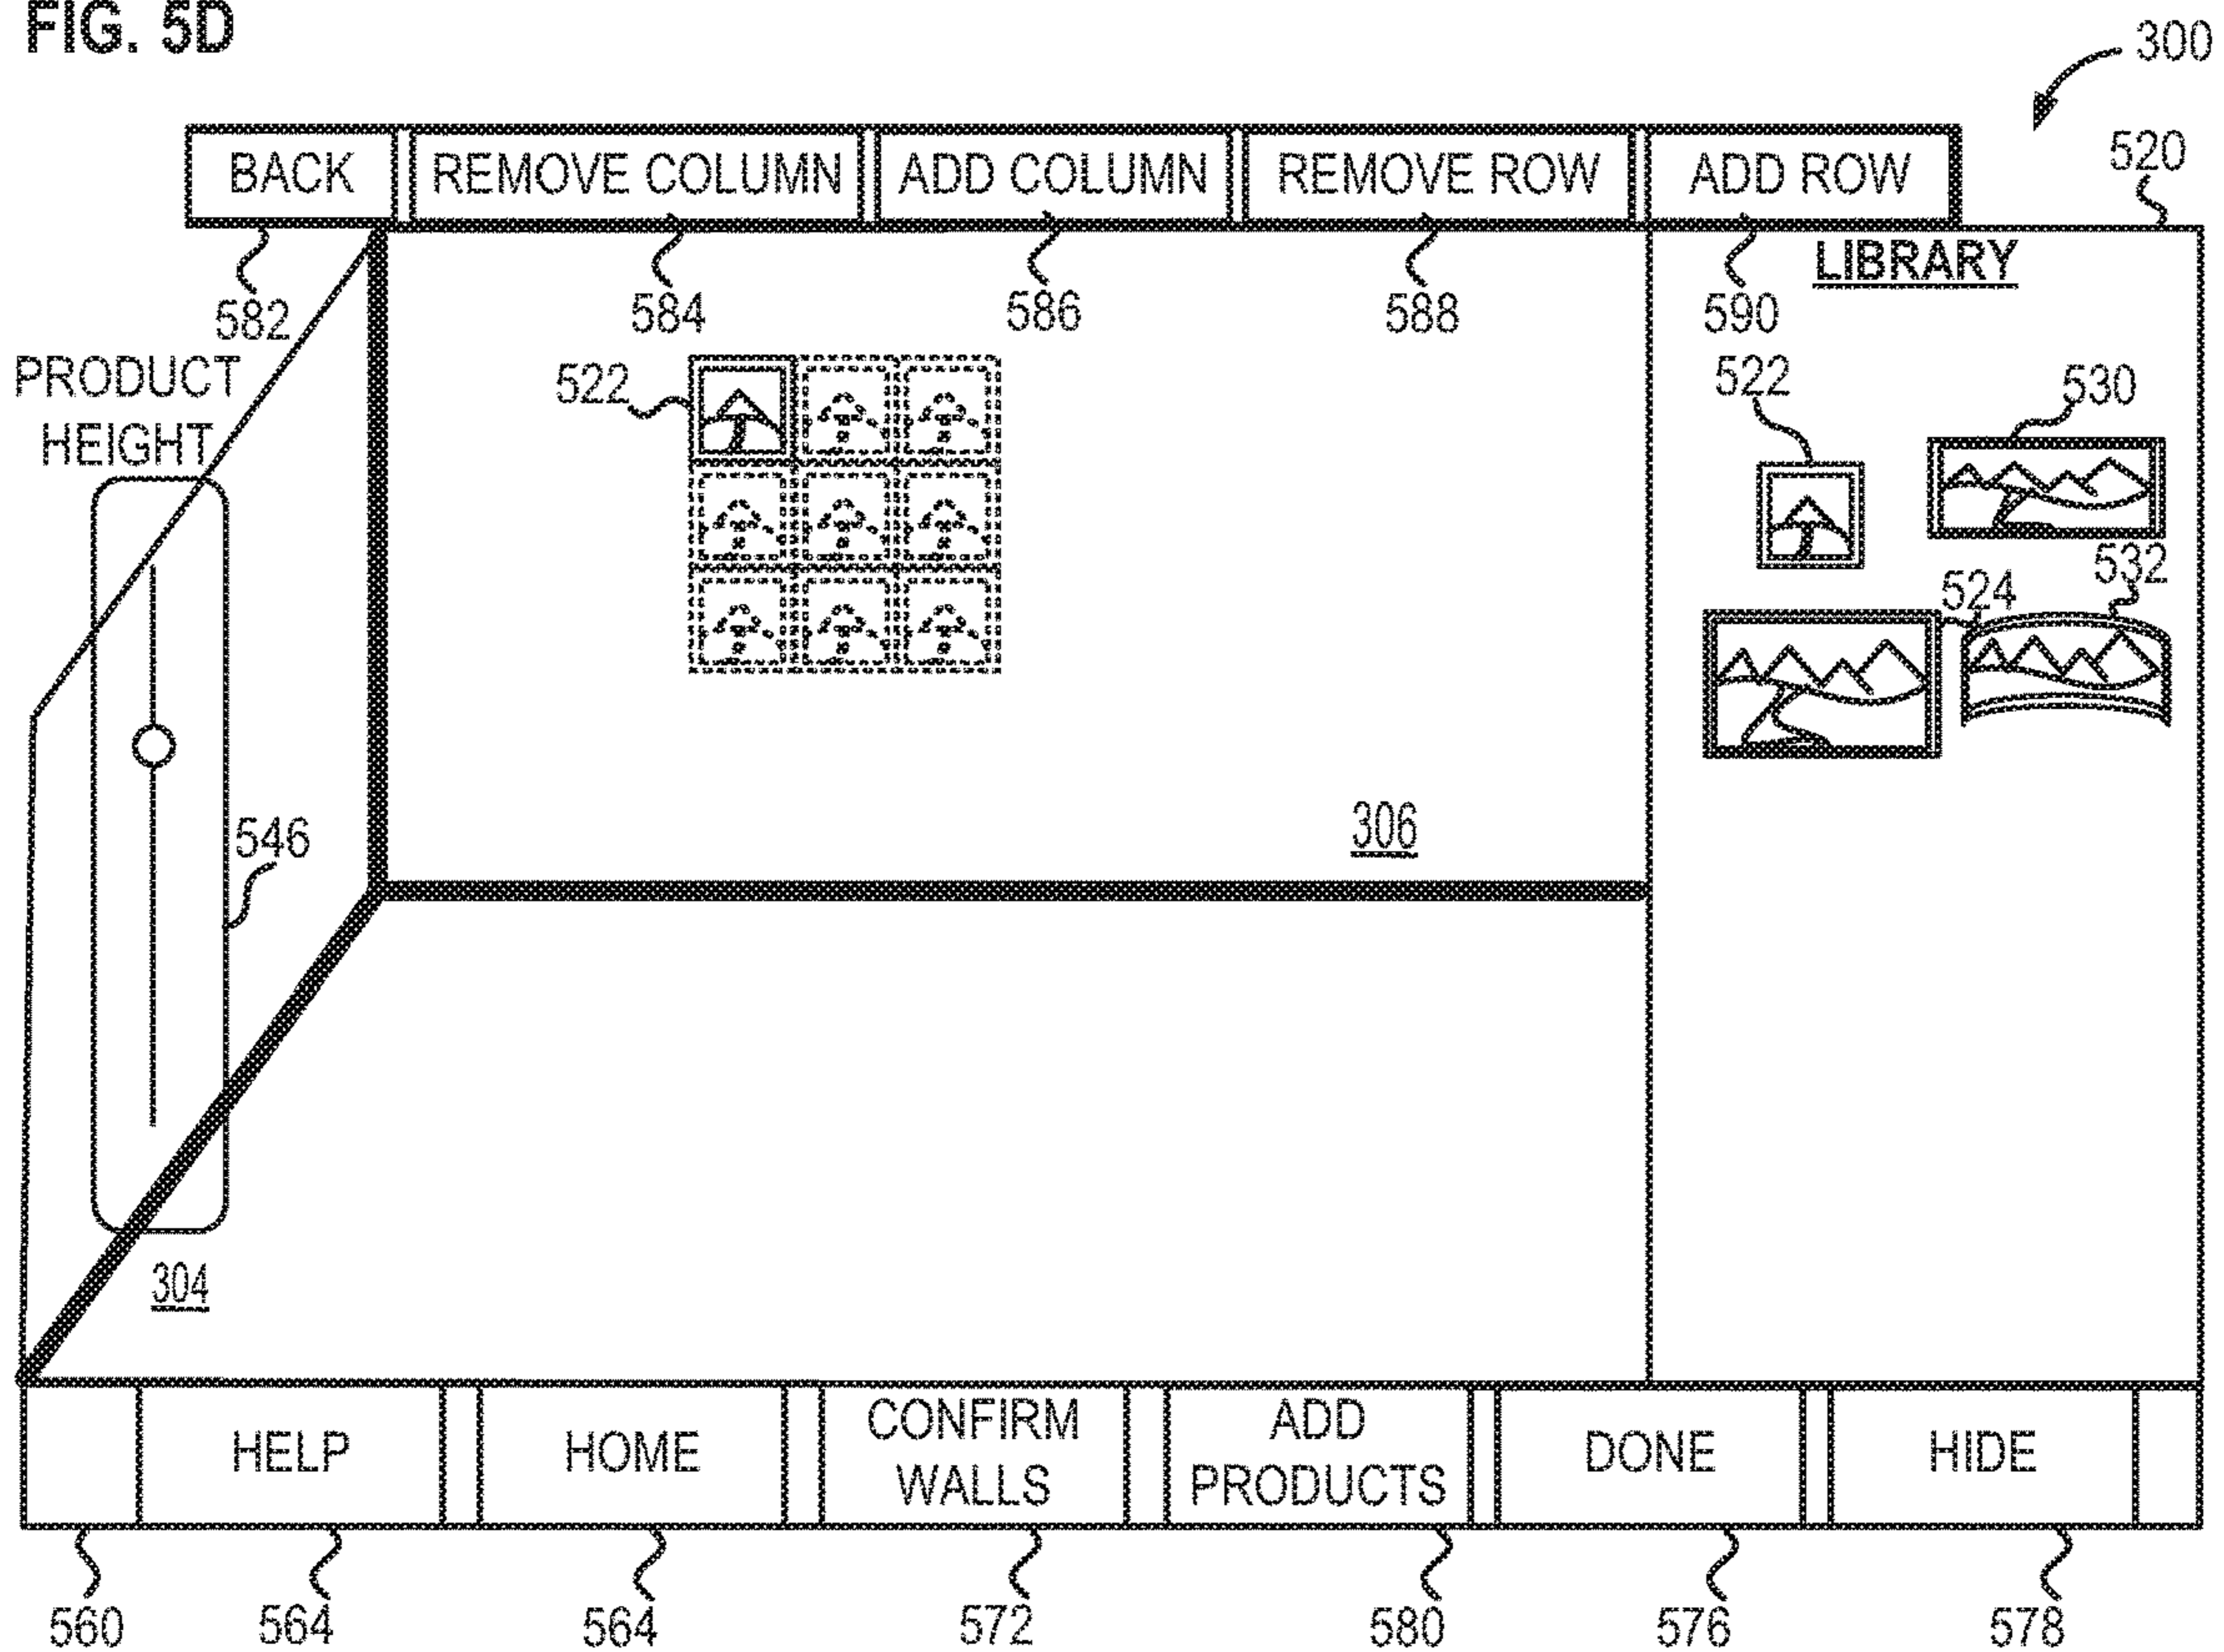 FIG. 5D
300
BACK REMOVE COLUMN ADD COLUMN REMOVE ROW ADD ROW
520
LIBRARY
582 584 586 588 590
PRODUCT
HEIGHT
522
522
530
532
524
546
306
304
HELP HOME CONFIRM WALLS ADD PRODUCTS DONE HIDE
560 564 564 572 580 576 578